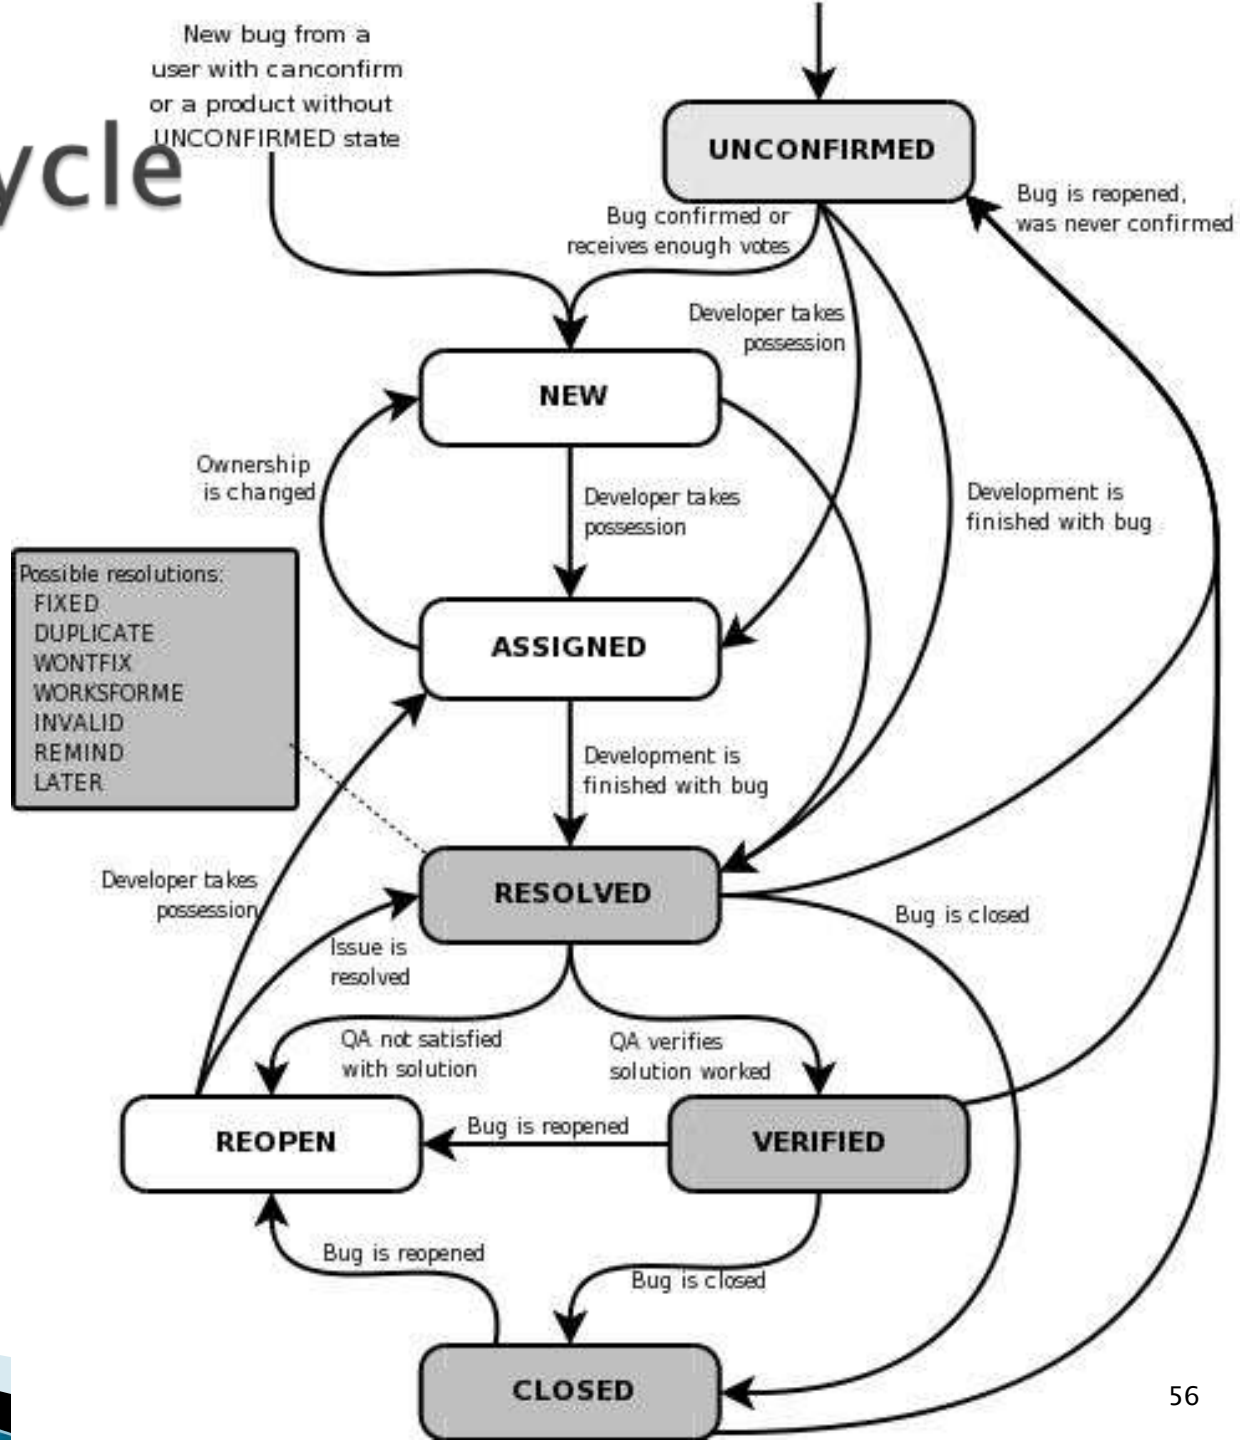 New bug from a
user with canconfirm
or a product without
UNCONFIRMED state
ycle
UNCONFIRMED
Bug is reopened,
was never confirmed
Bug confirmed or
receives enough votes
Developer takes
possession
NEW
Ownership
is changed
Developer takes
possession
Development is
finished with bug
Possible resolutions:
FIXED
DUPLICATE
WONTFIX
WORKSFORME
INVALID
REMIND
LATER
ASSIGNED
Development is
finished with bug
Developer takes
possession
RESOLVED
Bug is closed
Issue is
resolved
QA not satisfied
with solution
QA verifies
solution worked
REOPEN
Bug is reopened
VERIFIED
Bug is reopened
Bug is closed
CLOSED
56